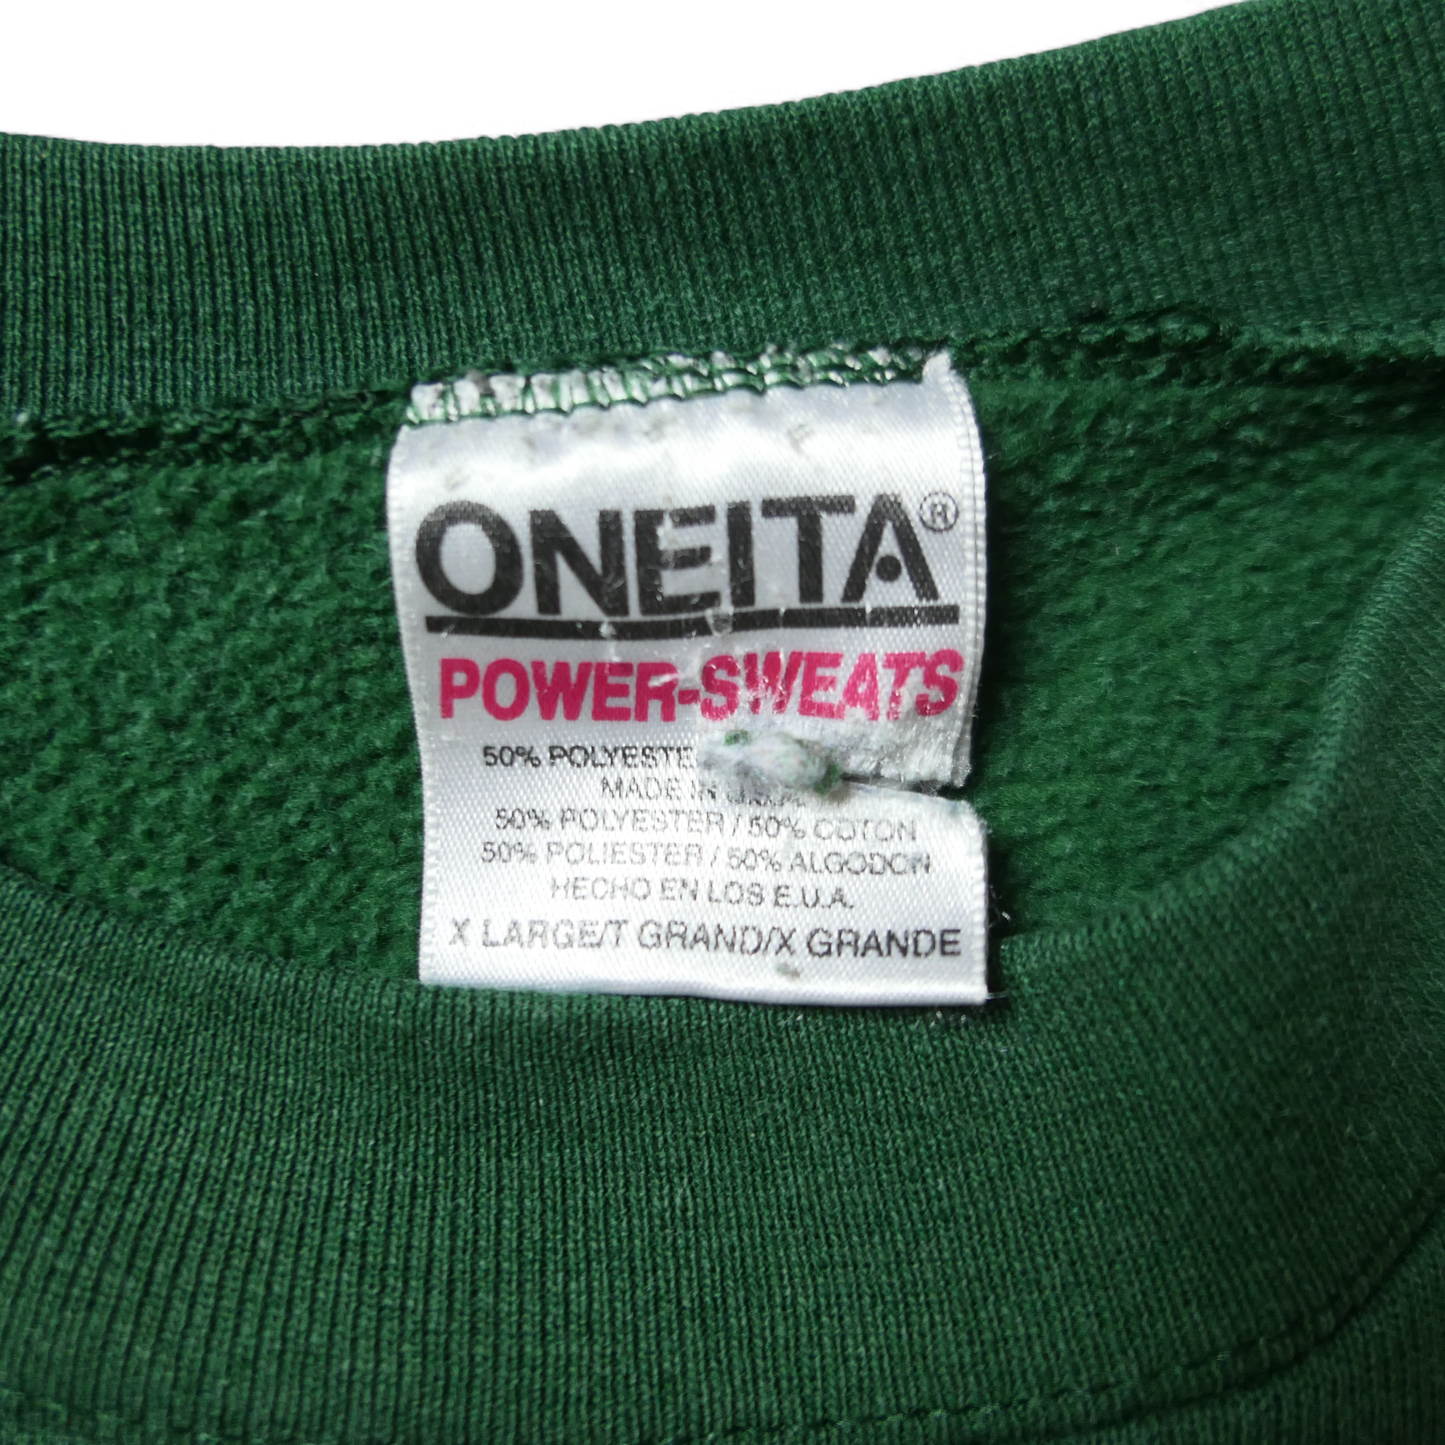 ONEITA®
POWER-SWEATS
50% POLYESTE
MADE IN
50% POLYESTER / 50% COTON
50% POLIESTER / 50% ALGODON
HECHO EN LOS E.U.A.
X LARGE/T GRAND/X GRANDE